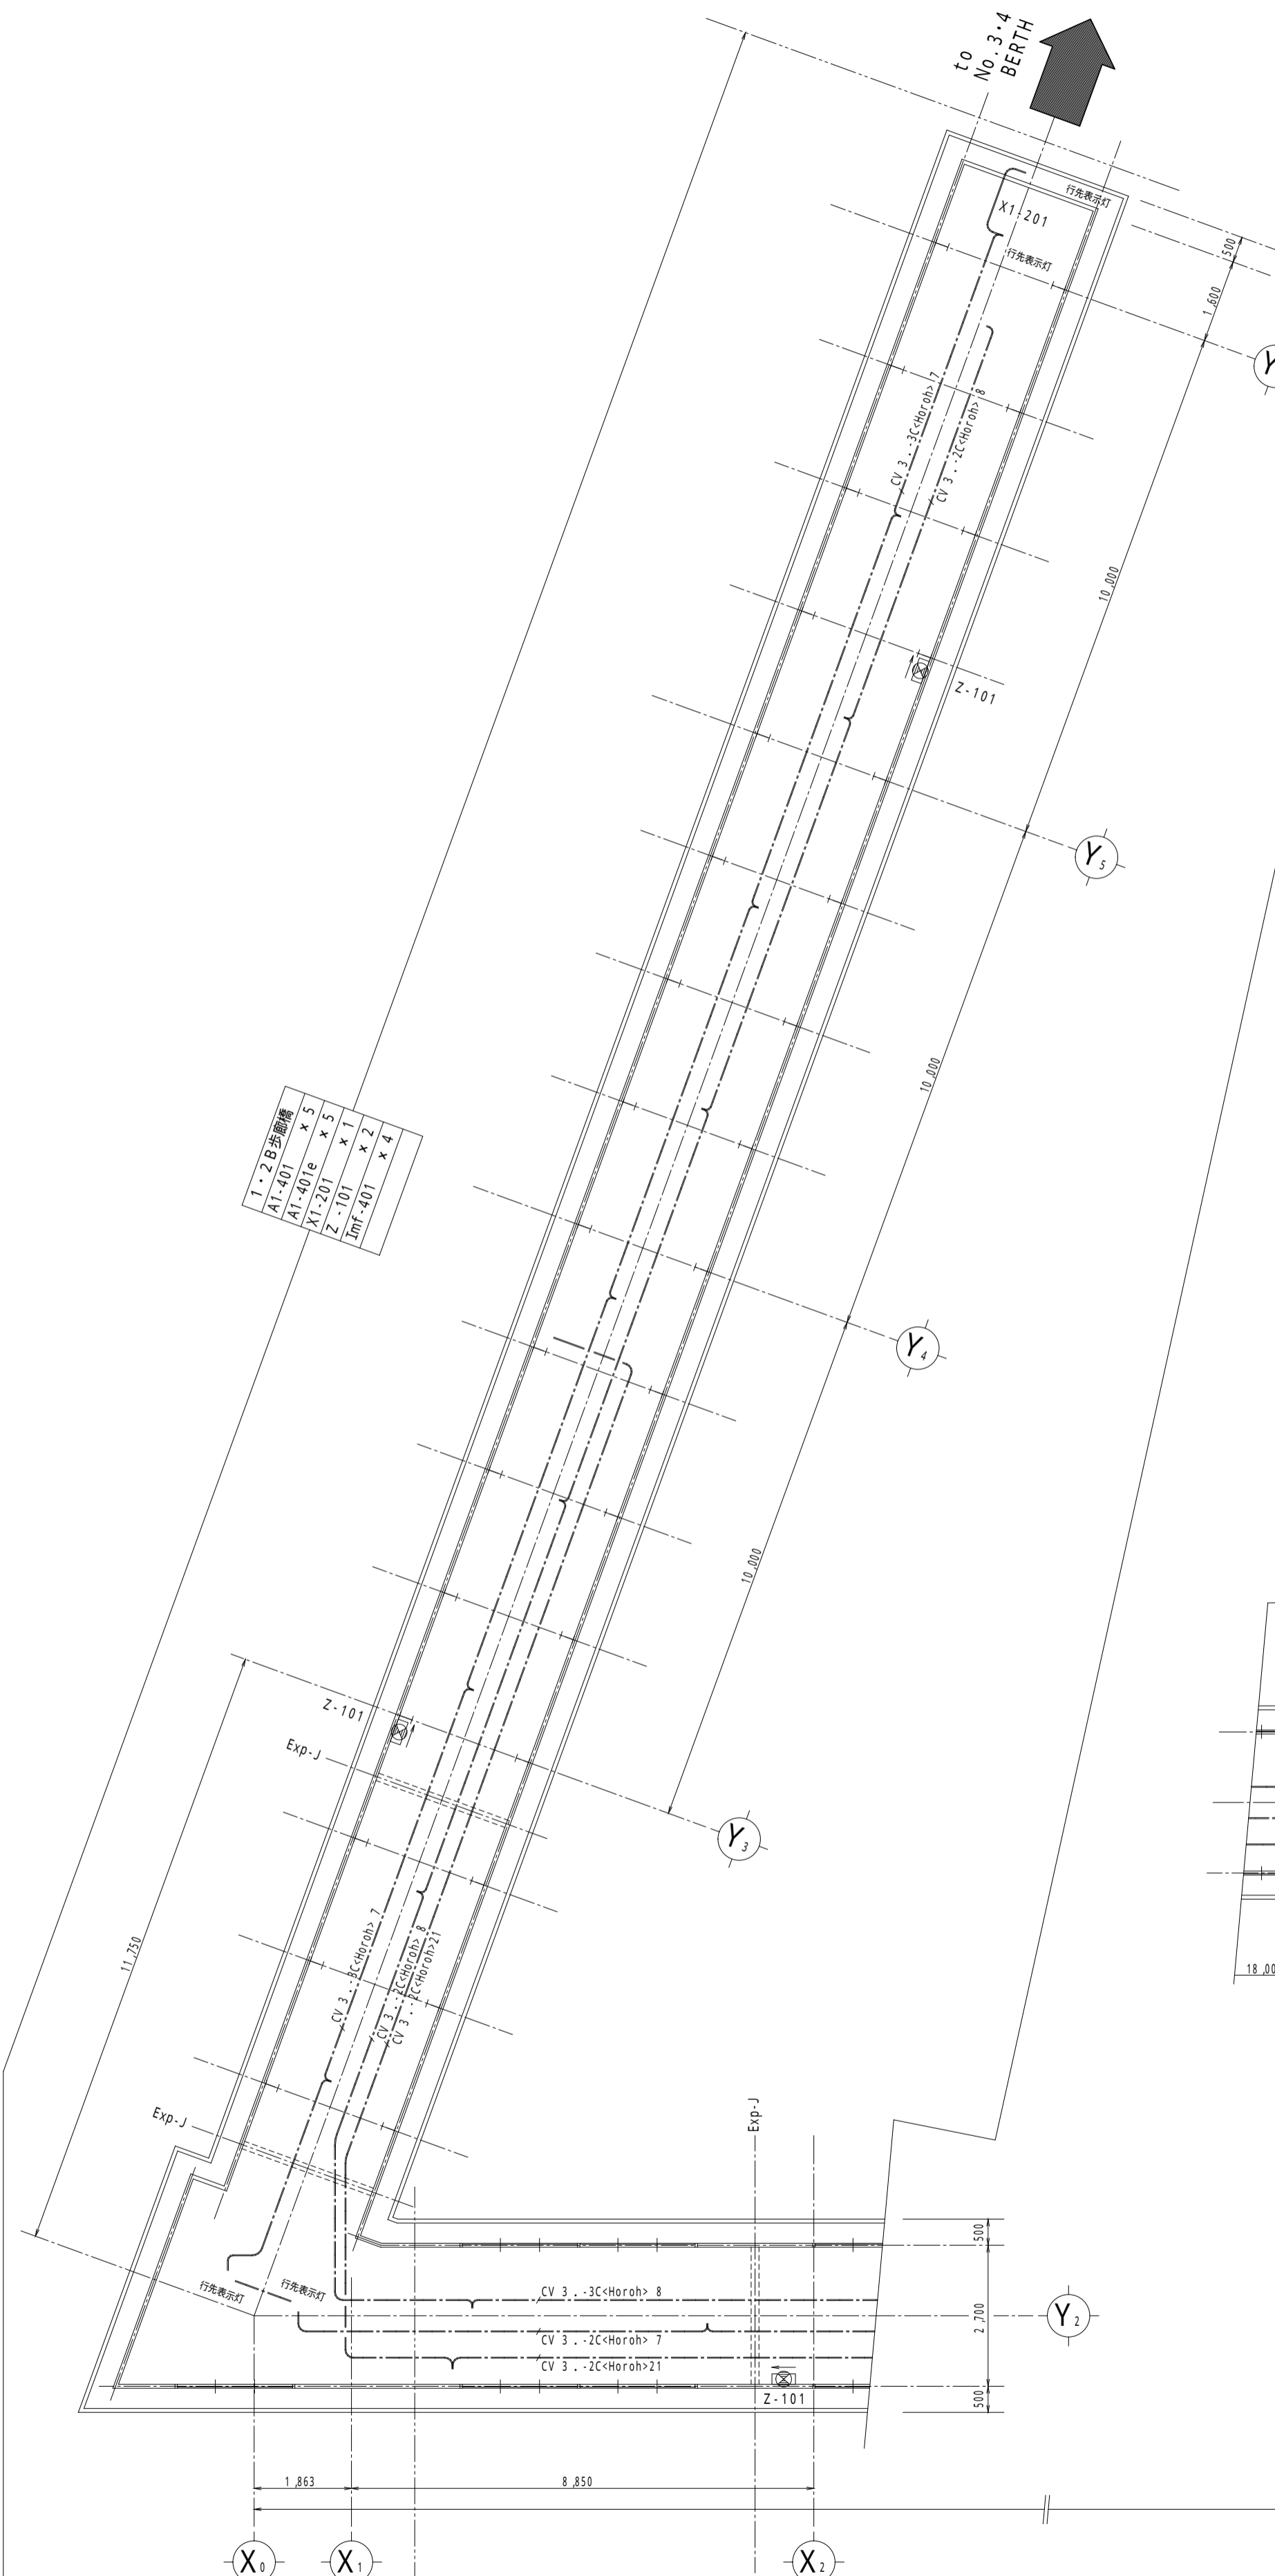 to
No.3・4
BERTH
行先表示灯
X1-201
行先表示灯
500
1,600
Y
CV 3.-3C<Horoh> 7
CV 3.-2C<Horoh> 8
10,000
Z-101
Y5
10,000
1・2B歩廊橋
A1-401 × 5
A1-401e × 5
X1-201 × 1
Z -101 × 2
Imf-401 × 4
Y4
10,000
Z-101
Exp-J
Y3
11,750
CV 3.-3C<Horoh> 7
CV 3.-2C<Horoh> 8
CV 3.-2C<Horoh>21
18,00
Exp-J
Exp-J
行先表示灯
行先表示灯
500
CV 3.-3C<Horoh> 8
2,700
Y2
CV 3.-2C<Horoh> 7
CV 3.-2C<Horoh>21
Z-101
500
1,863
8,850
X0
X1
X2